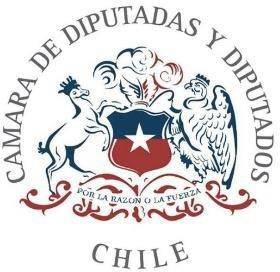 CAMARA DE DIPUTADAS Y DIPUTADOS
POR LA RAZON O LA FUERZA
CHILE